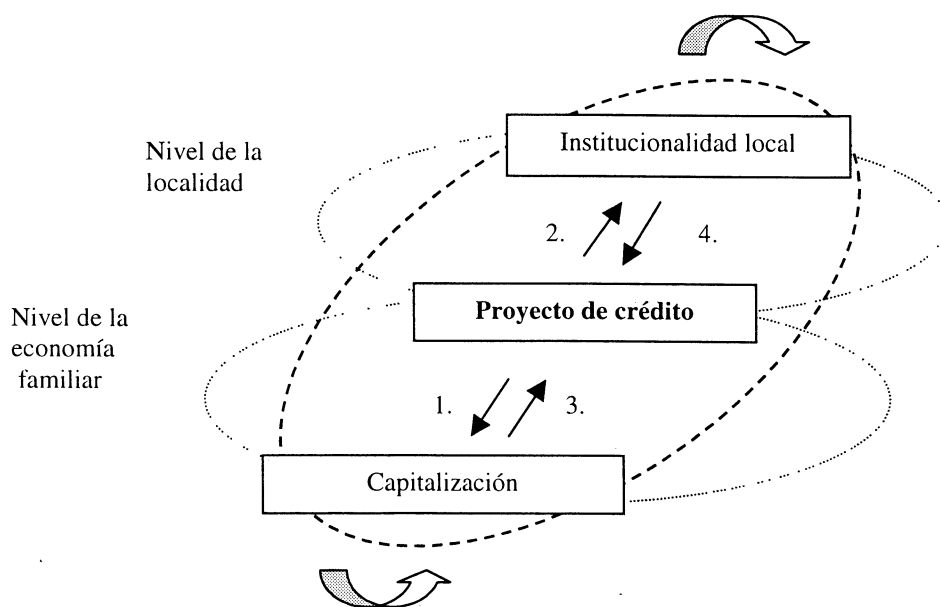 Institucionalidad local
Nivel de la
localidad
2.
4.
Proyecto de crédito
Nivel de la
economía
familiar
1.
3.
Capitalización